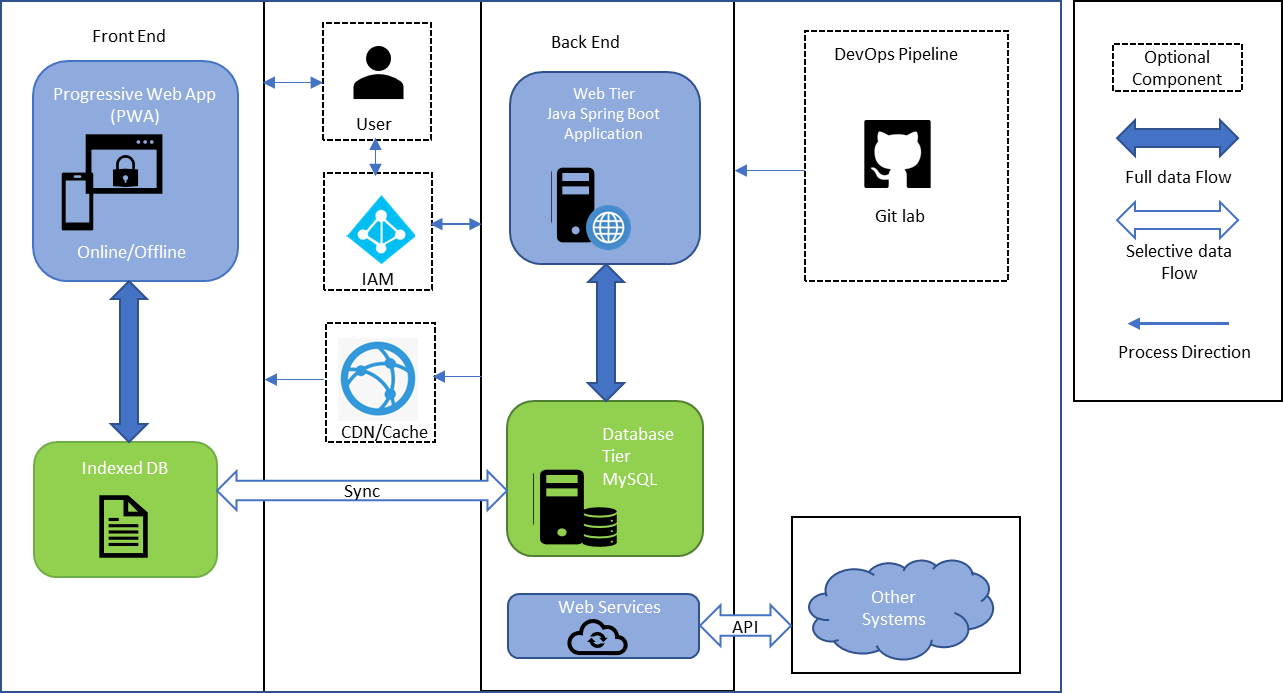 Front End
Progressive Web App
(PWA)
Online/Offline
Indexed DB
User
IAM
CDN/Cache
Sync
Back End
Web Tier
Java Spring Boot
Application
Database
Tier
MySQL
Web Services
API
DevOps Pipeline
Git lab
Other
Systems
Optional
Component
Full data Flow
Selective data
Flow
Process Direction